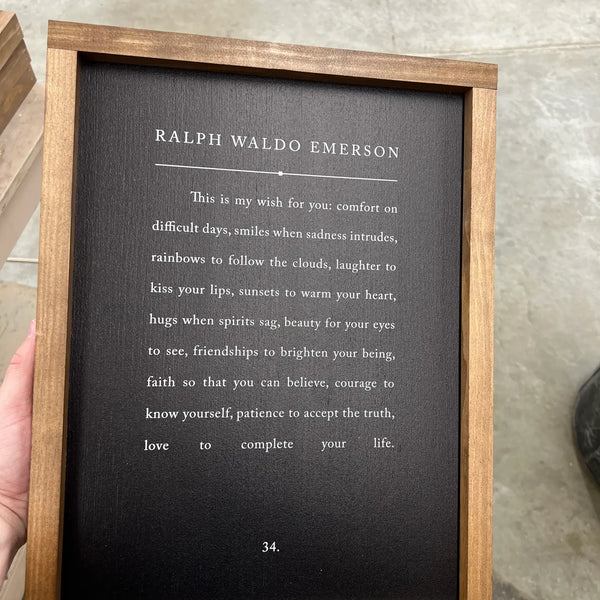 RALPH WALDO EMERSON
This is my wish for you: comfort on
difficult days, smiles when sadness intrudes,
rainbows to follow the clouds, laughter to
kiss your lips, sunsets to warm your heart,
hugs when spirits sag, beauty for your eyes
to see, friendships to brighten your being,
faith so that you can believe, courage to
know yourself, patience to accept the truth,
love to complete your life.
34.